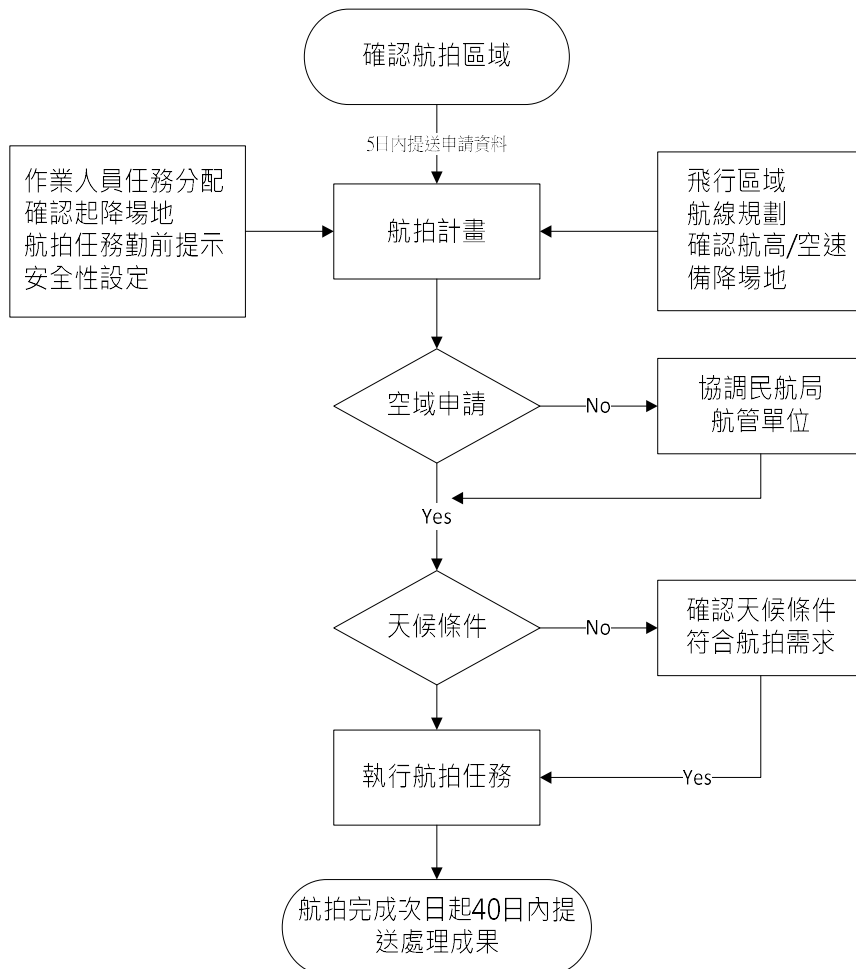 確認航拍區域
5日內提送申請資料
作業人員任務分配
確認起降場地
航拍任務勤前提示
安全性設定
航拍計畫
飛行區域
航線規劃
確認航高/空速
備降場地
空域申請
No
協調民航局
航管單位
Yes
天候條件
No
確認天候條件
符合航拍需求
執行航拍任務
Yes
航拍完成次日起40日內提
送處理成果